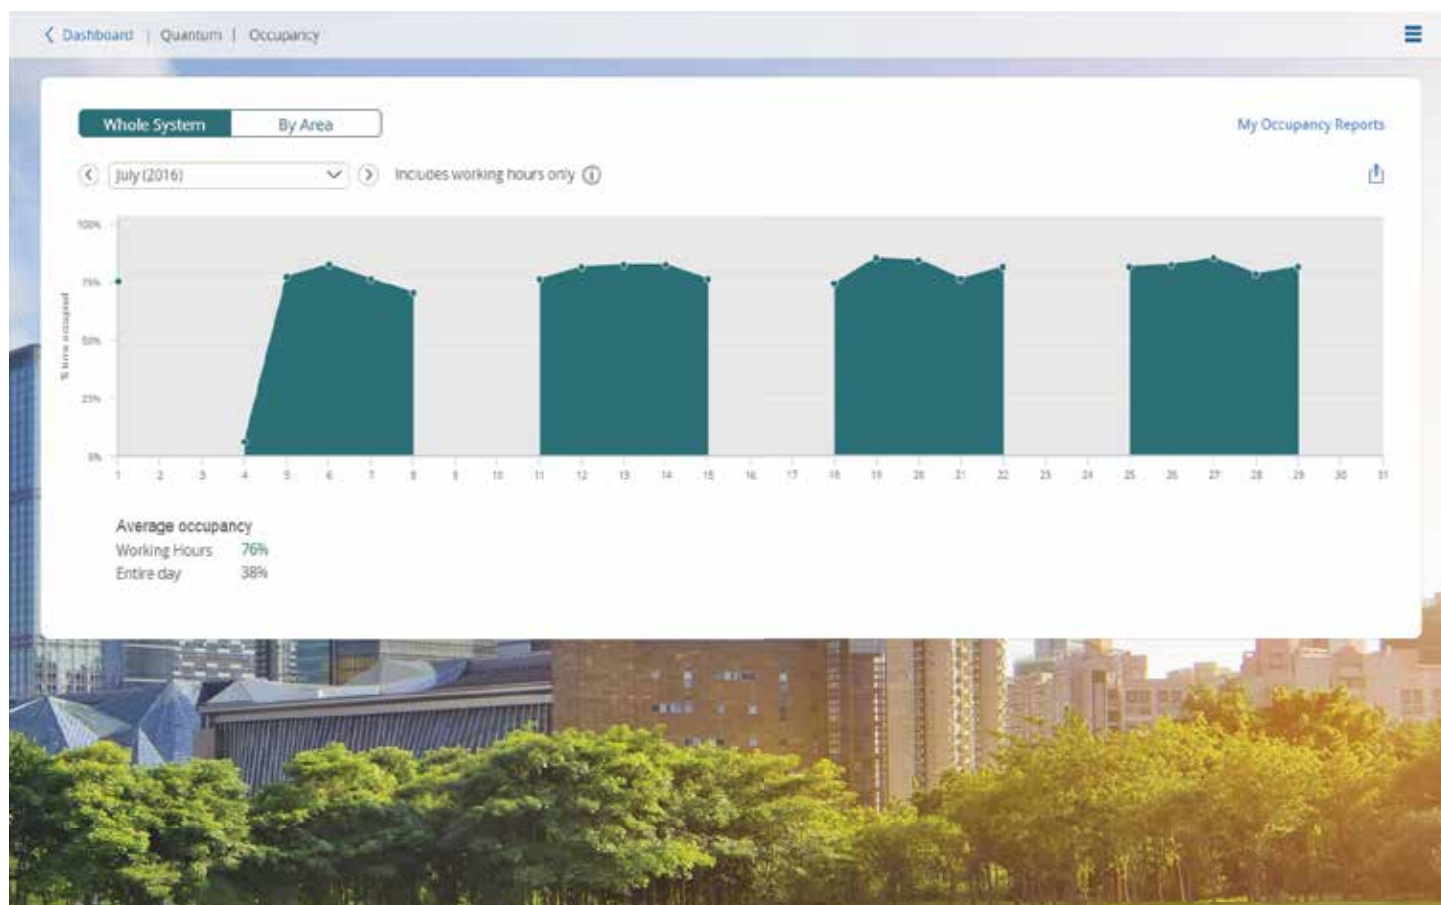 Dashboard | Quantum | Occupancy
Whole System By Area
My Occupancy Reports
July (2016) Includes working hours only
100%
75%
50%
25%
0%
% time occupied
1 2 3 4 5 6 7 8 9 10 11 12 13 14 15 16 17 18 19 20 21 22 23 24 25 26 27 28 29 30 31
Average occupancy
Working Hours 76%
Entire day 38%